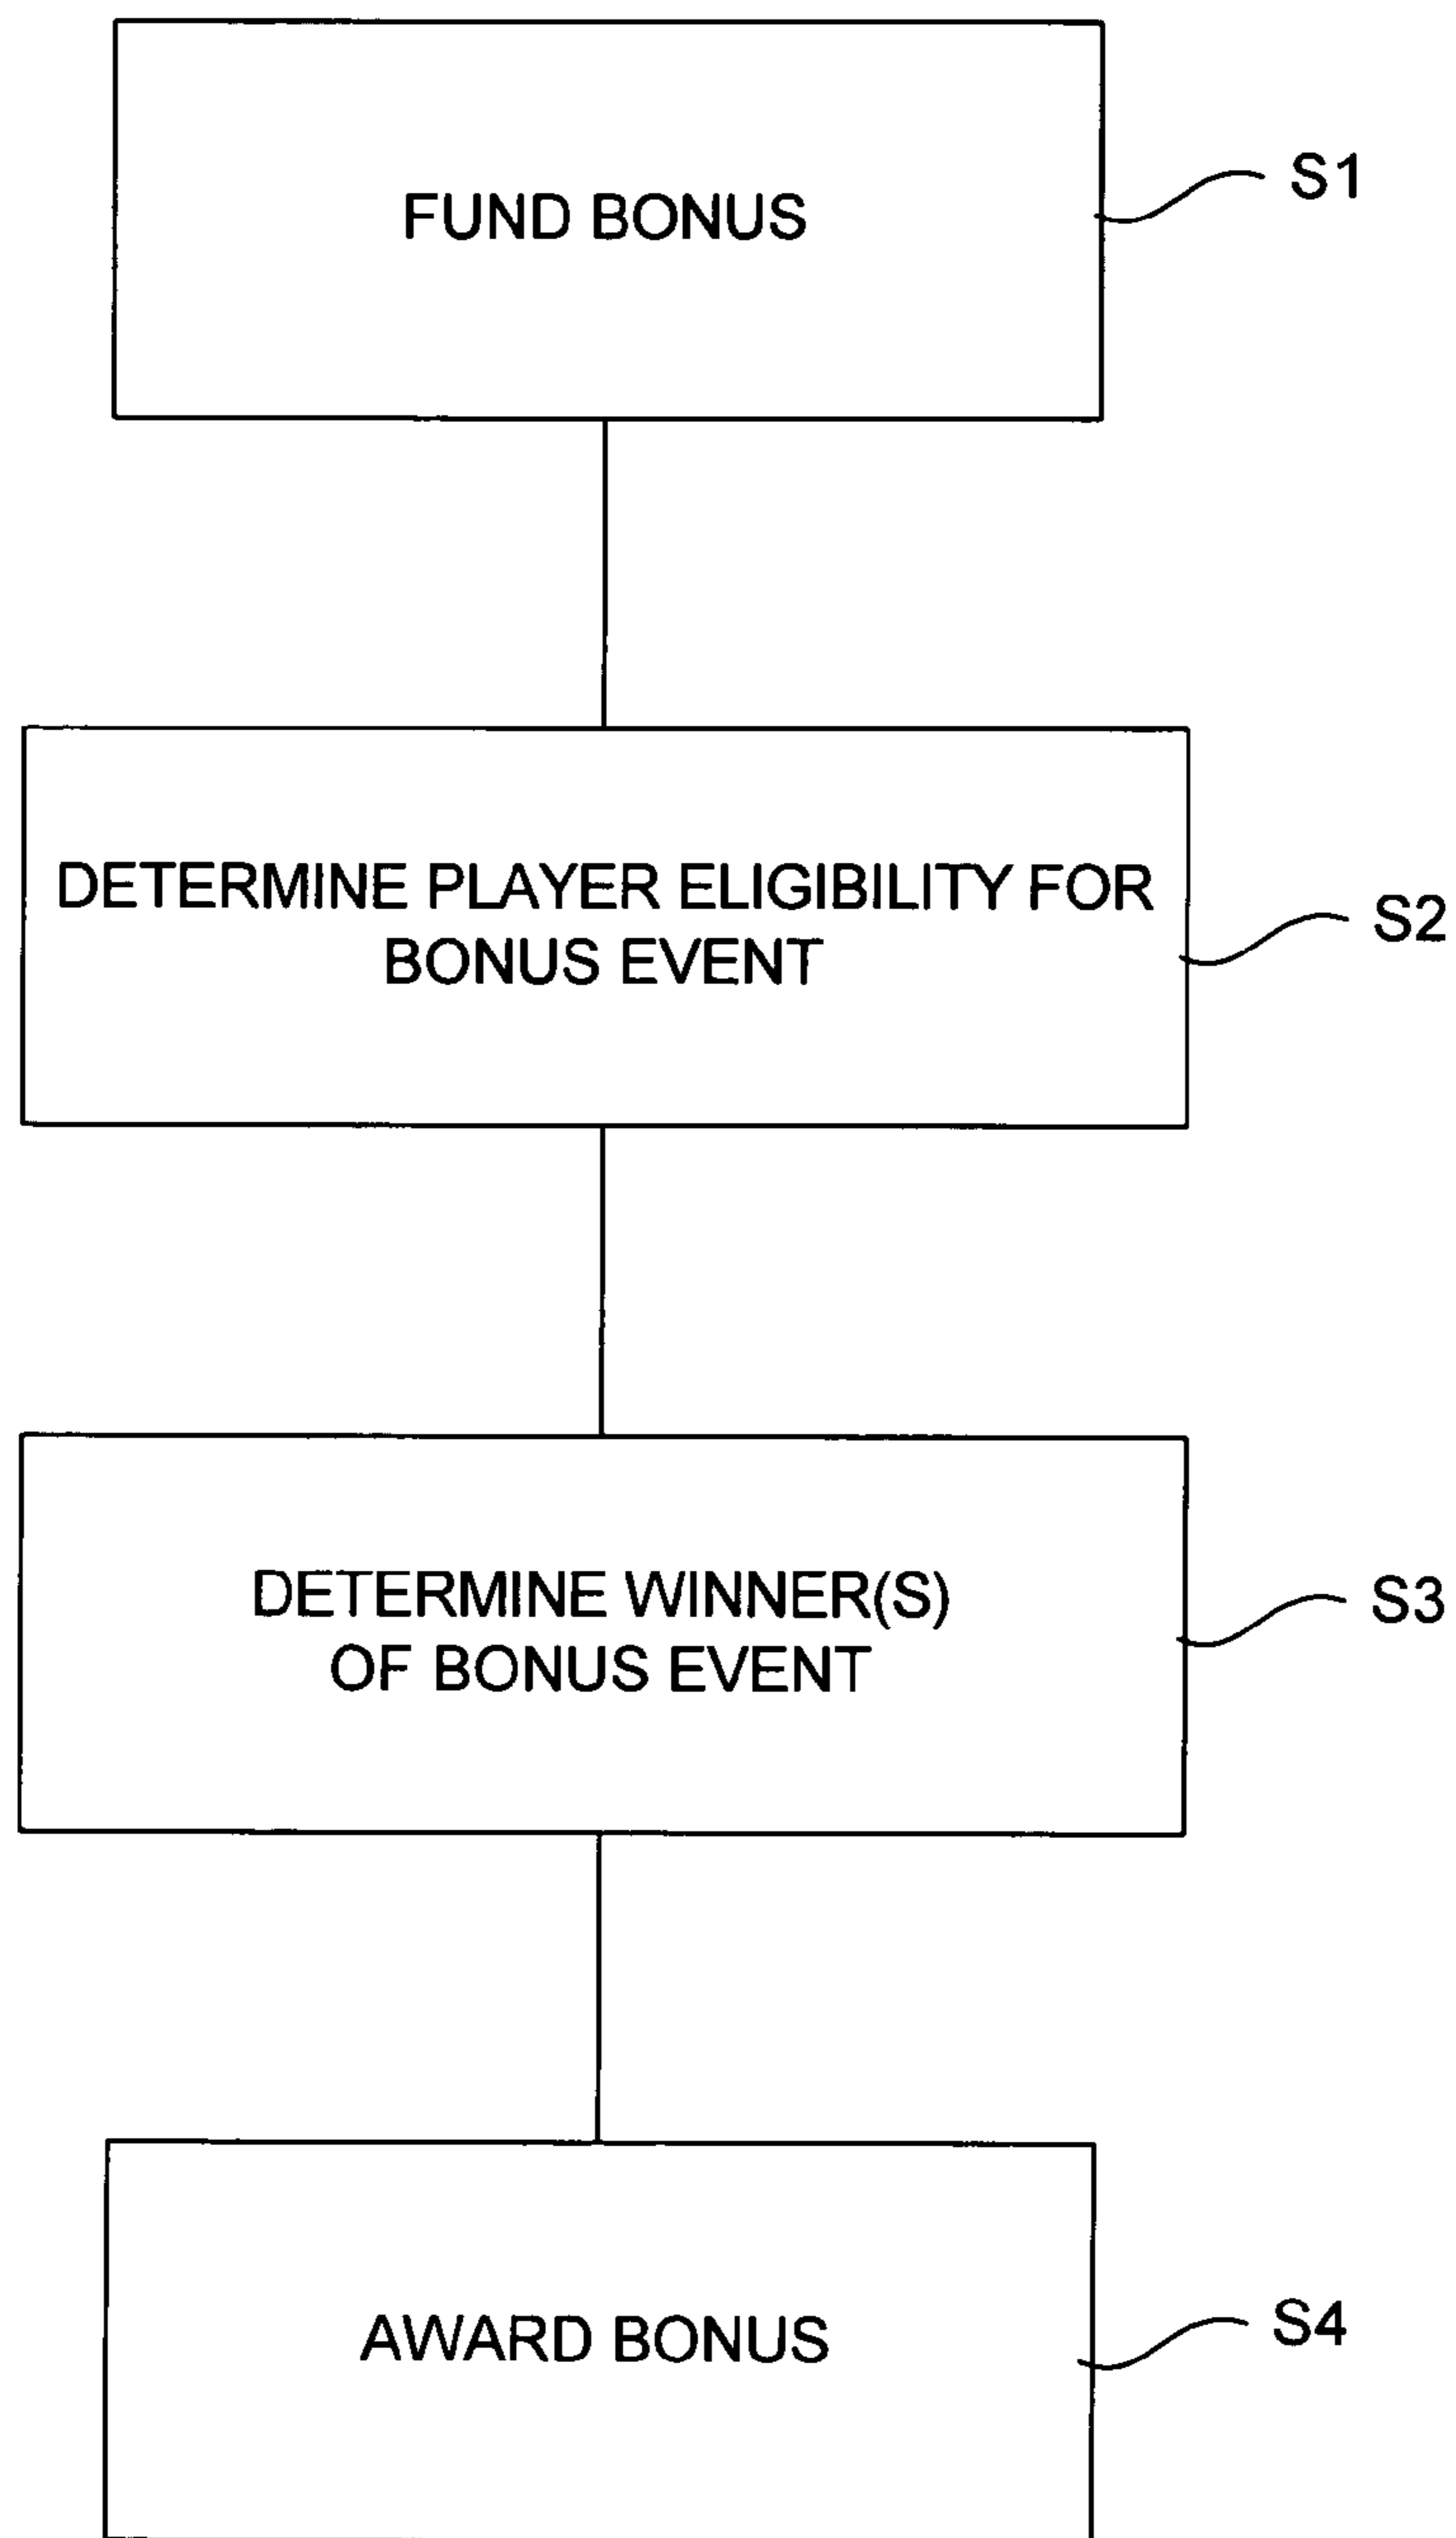 FUND BONUS
S1
DETERMINE PLAYER ELIGIBILITY FOR
BONUS EVENT
S2
DETERMINE WINNER(S)
OF BONUS EVENT
S3
AWARD BONUS
S4